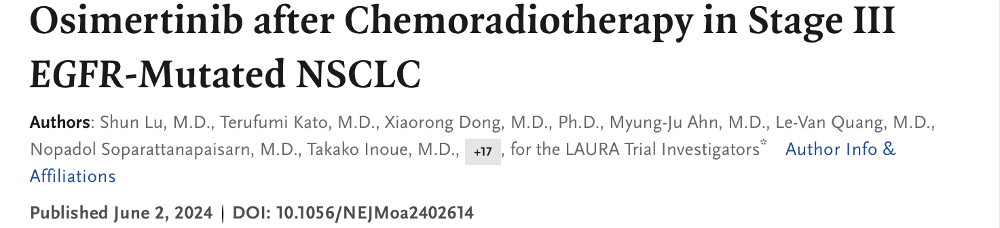 Osimertinib after Chemoradiotherapy in Stage III
EGFR-Mutated NSCLC
Authors: Shun Lu, M.D., Terufumi Kato, M.D., Xiaorong Dong, M.D., Ph.D., Myung-Ju Ahn, M.D., Le-Van Quang, M.D.,
Nopadol Soparattanapaisarn, M.D., Takako Inoue, M.D., +17, for the LAURA Trial Investigators* Author Info &
Affiliations
Published June 2, 2024 | DOI: 10.1056/NEJMoa2402614